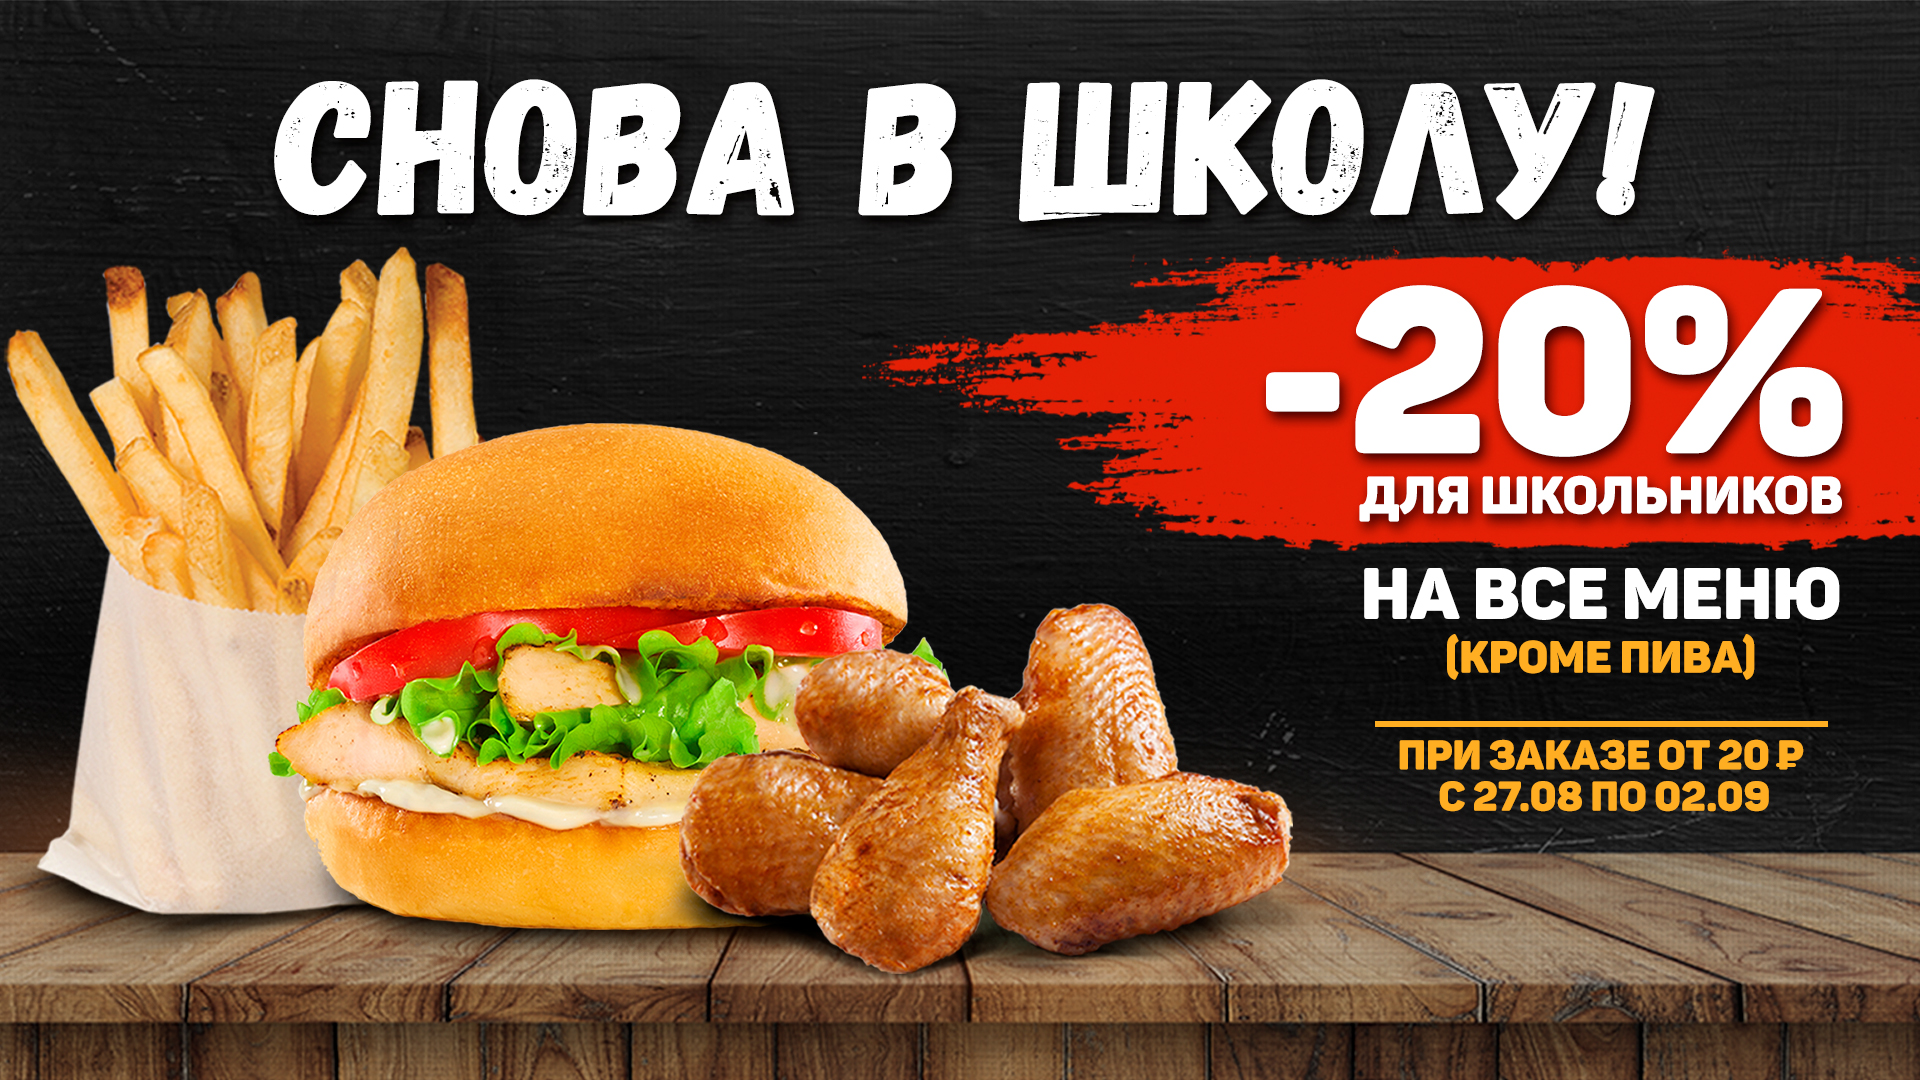 СНОВА В ШКОЛУ!
-20%
ДЛЯ ШКОЛЬНИКОВ
НА ВСЕ МЕНЮ
(КРОМЕ ПИВА)
ПРИ ЗАКАЗЕ ОТ 20 ₽
С 27.08 ПО 02.09